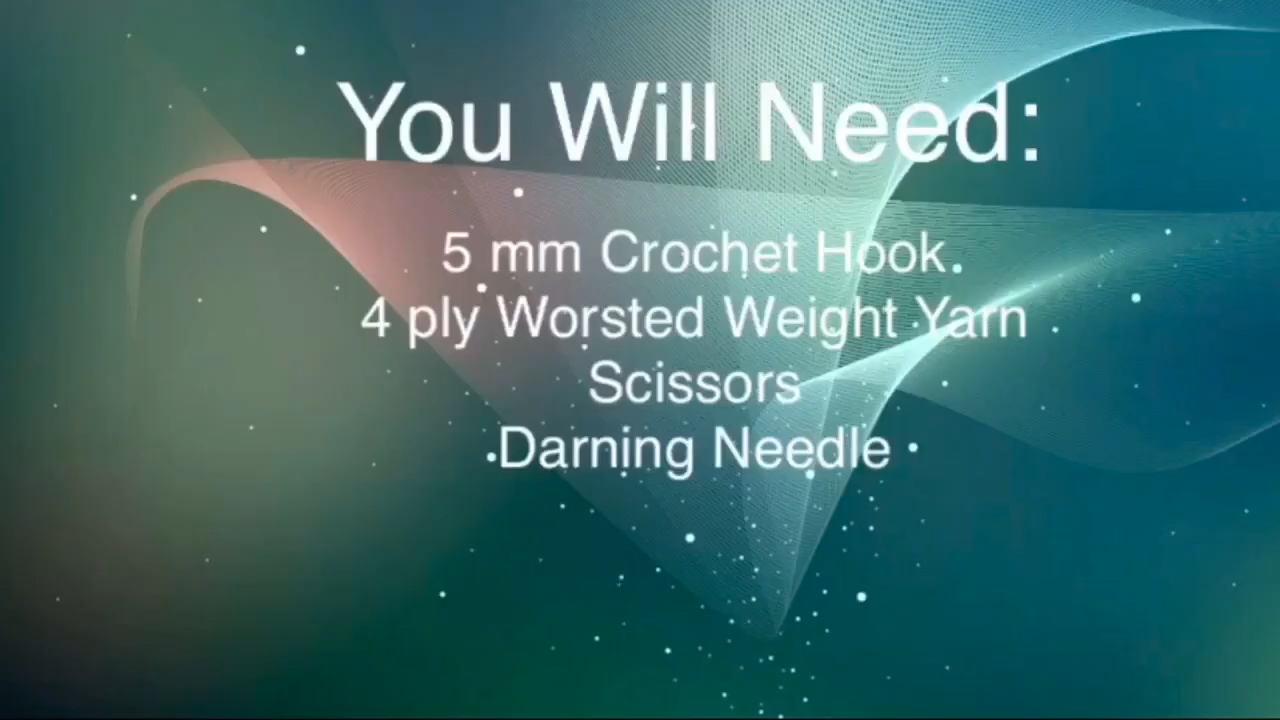 You Will Need:
5 mm Crochet Hook
4 ply Worsted Weight Yarn
Scissors
Darning Needle